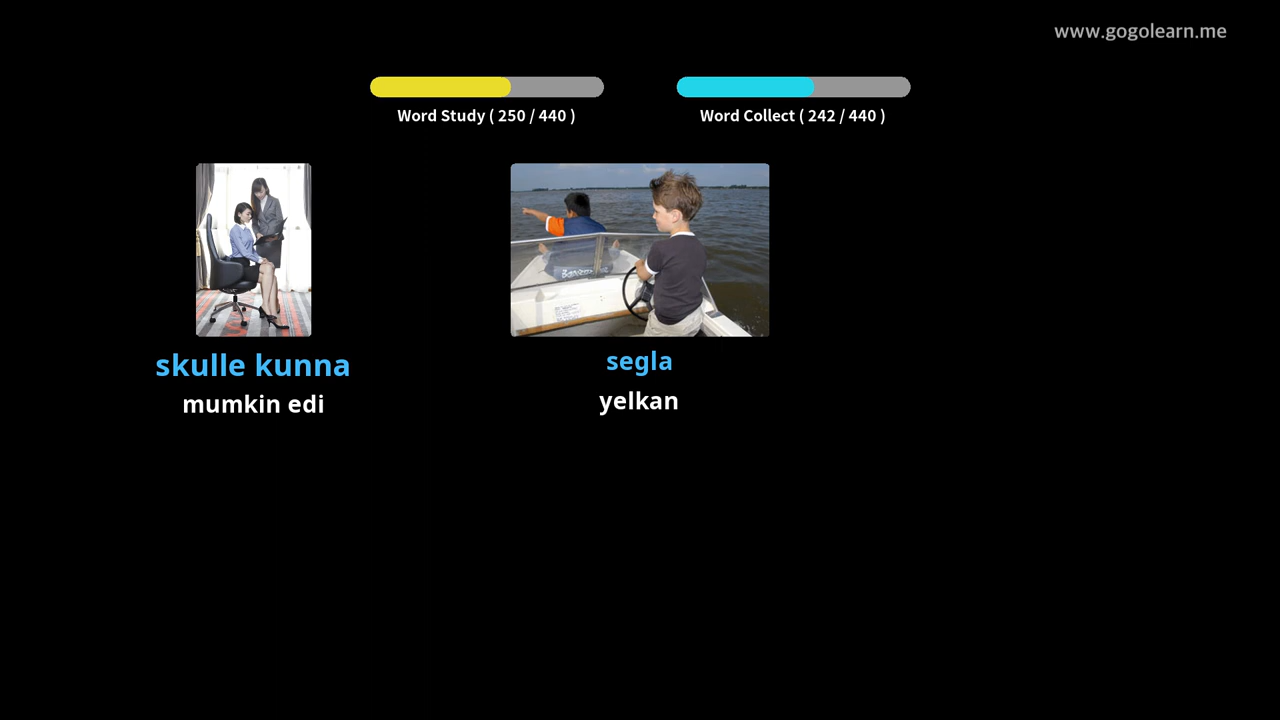 www.gogolearn.me
Word Study ( 250 / 440 )
Word Collect ( 242 / 440 )
skulle kunna
mumkin edi
segla
yelkan